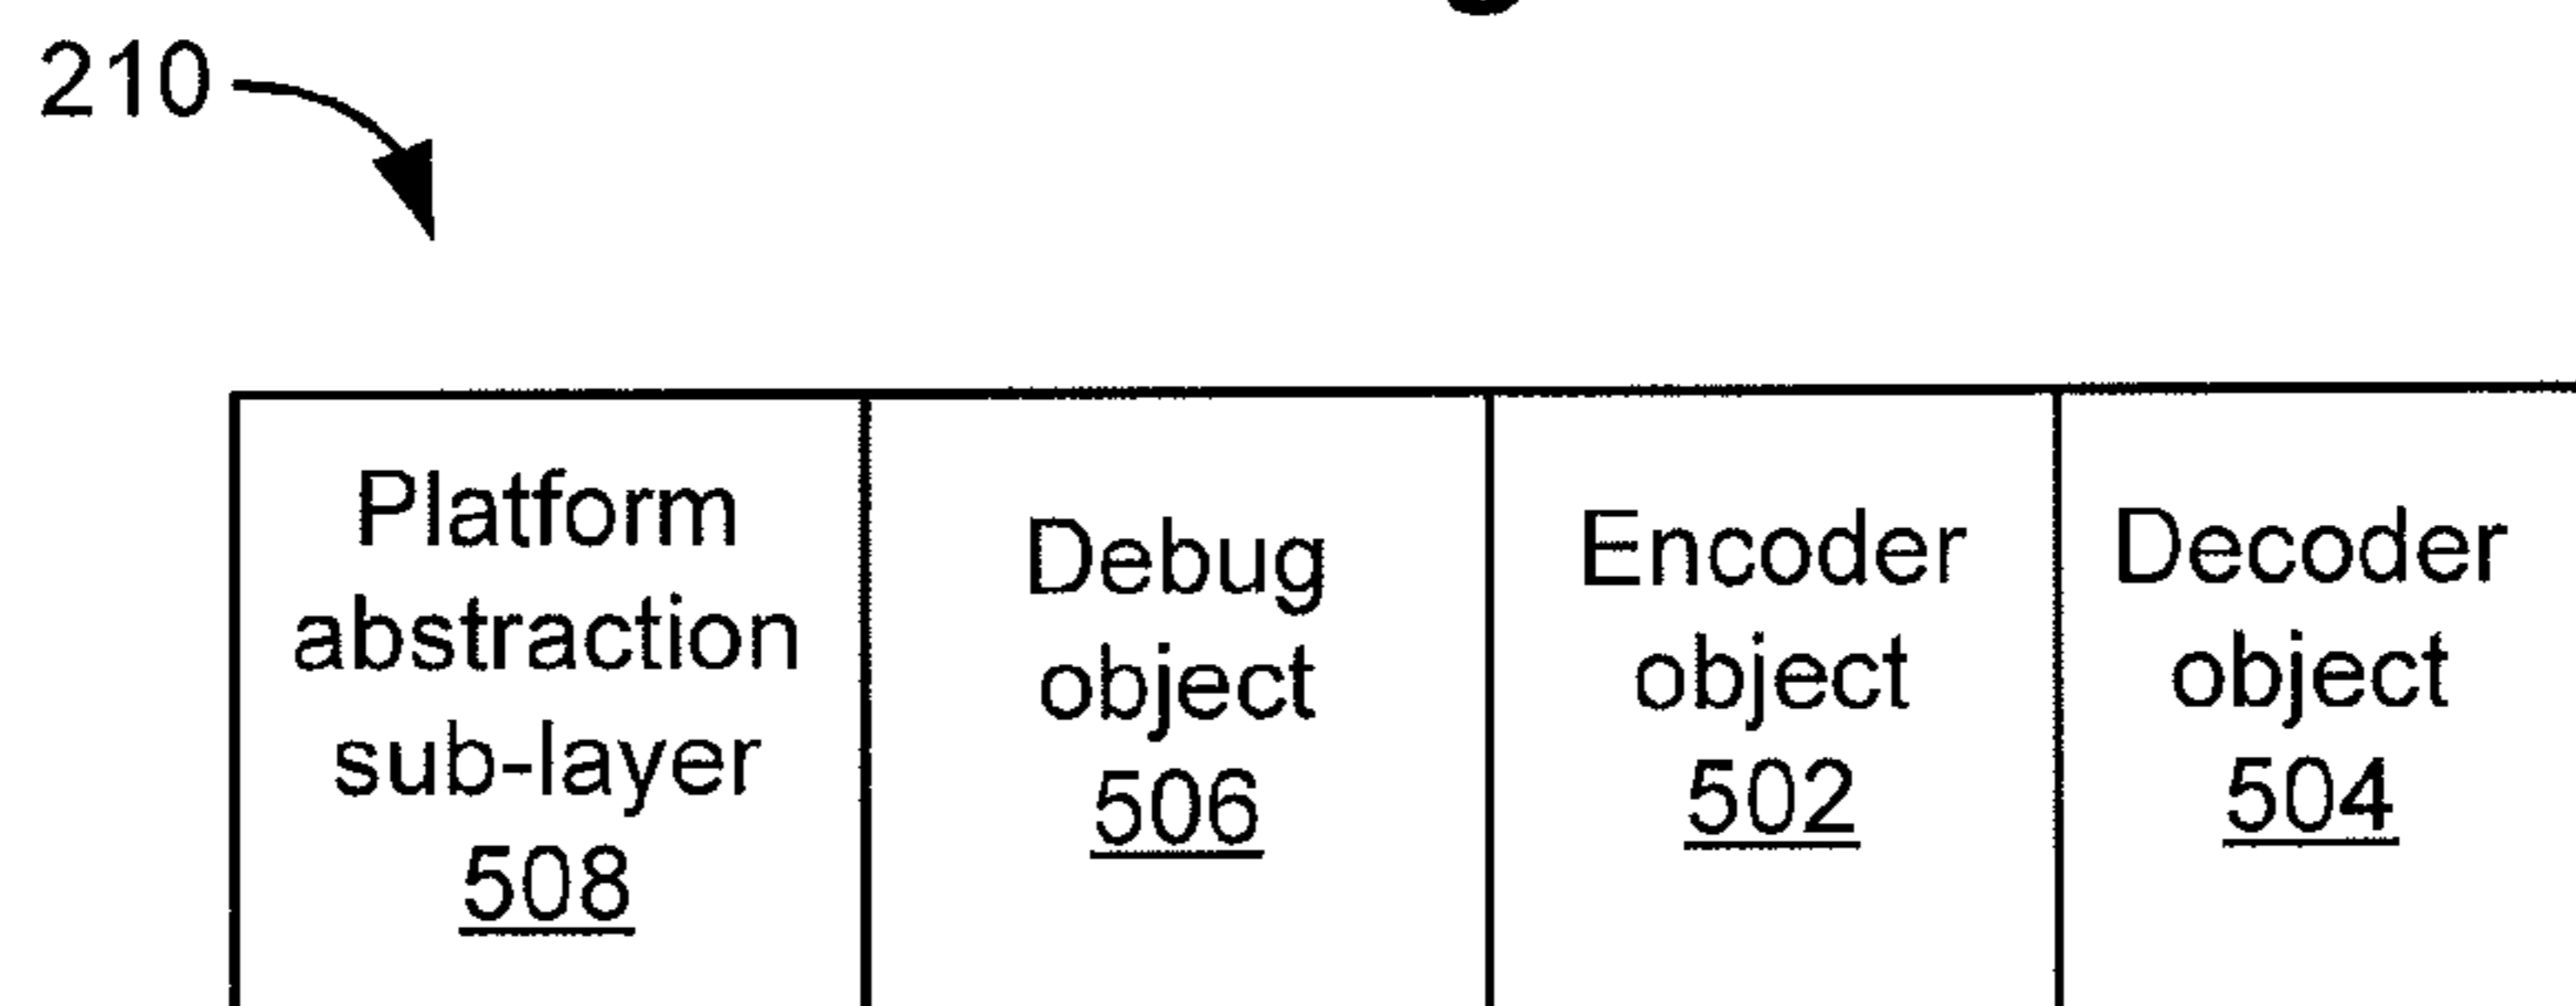 210
Platform
abstraction
sub-layer
508
Debug
object
506
Encoder
object
502
Decoder
object
504